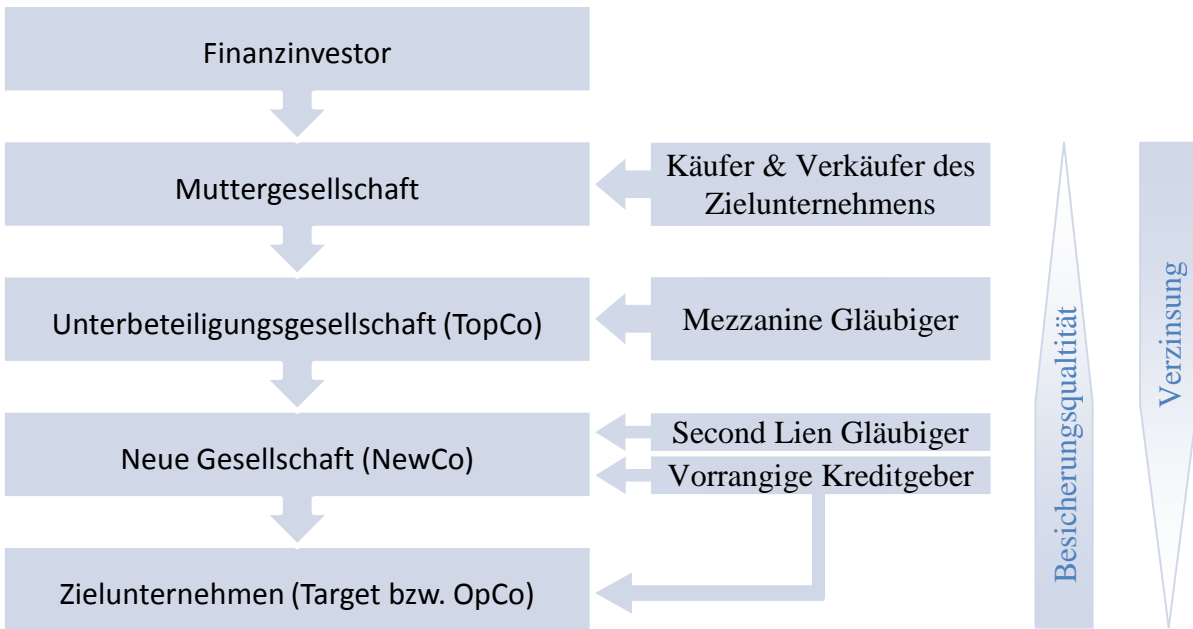 Finanzinvestor
Muttergesellschaft
Käufer & Verkäufer des
Zielunternehmens
Unterbeteiligungsgesellschaft (TopCo)
Mezzanine Gläubiger
Neue Gesellschaft (NewCo)
Second Lien Gläubiger
Vorrangige Kreditgeber
Zielunternehmen (Target bzw. OpCo)
Besicherungsqualtität
Verzinsung